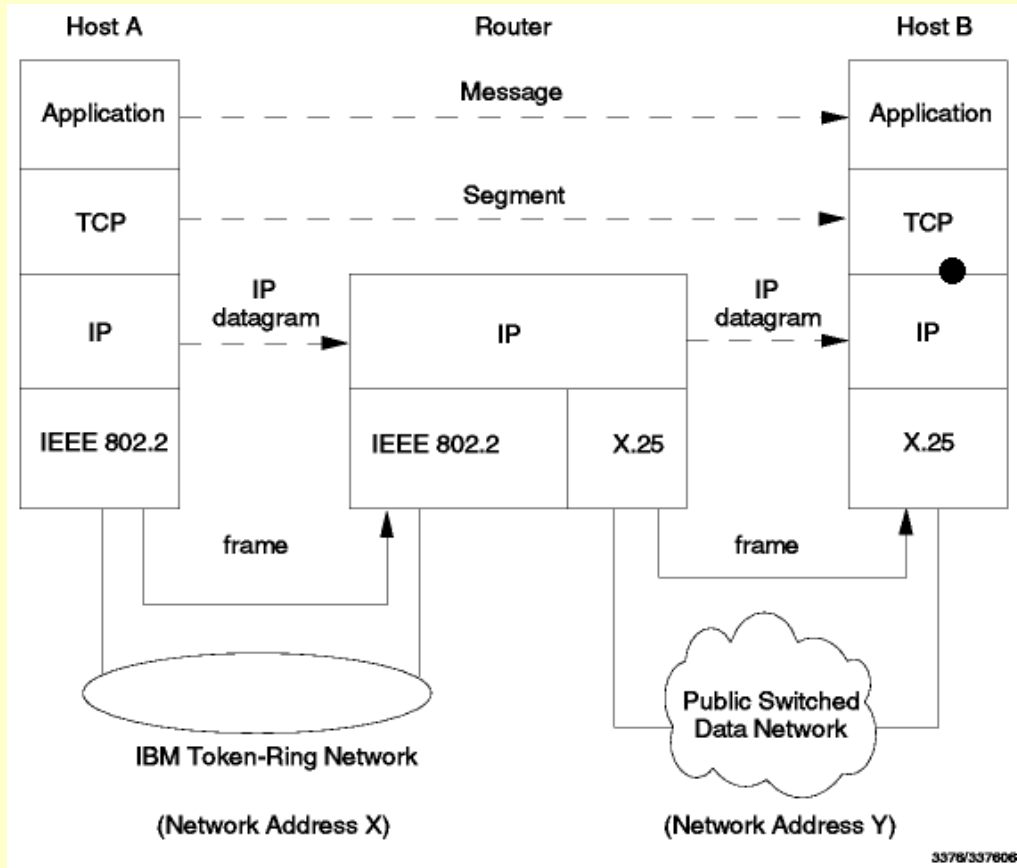 Host A
Router
Host B
Application
Message
Application
TCP
Segment
TCP
IP
IP
datagram
IP
IP
datagram
IP
IEEE 802.2
IEEE 802.2
X.25
X.25
frame
frame
IBM Token-Ring Network
Public Switched
Data Network
(Network Address X)
(Network Address Y)
3376/337606